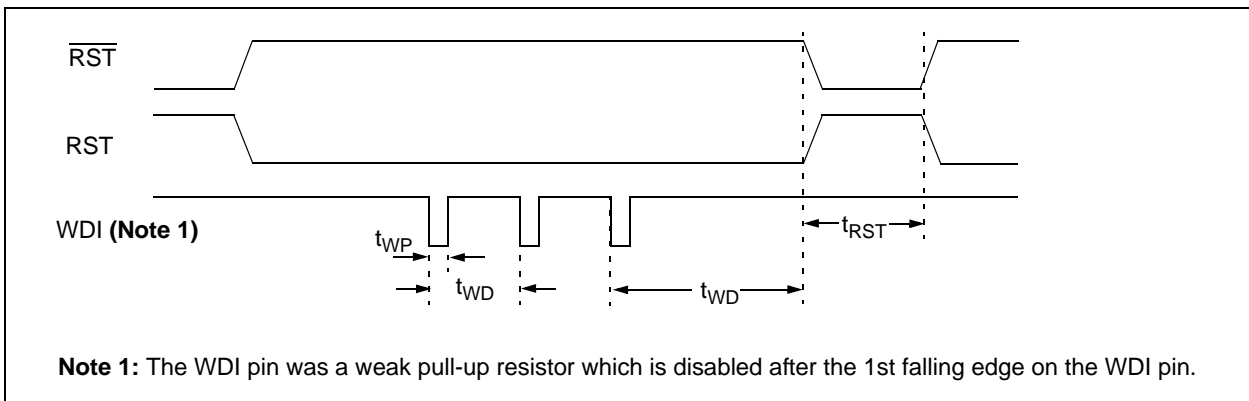 RST
RST
WDI (Note 1)
tRST
tWP
tWD
tWD
Note 1: The WDI pin was a weak pull-up resistor which is disabled after the 1st falling edge on the WDI pin.